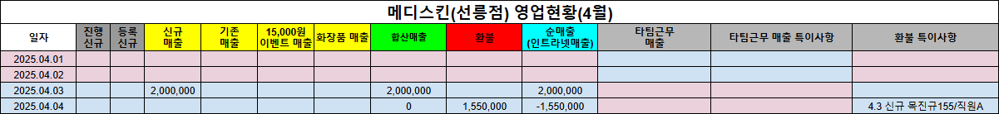 메디스킨(선릉점) 영업현황(4월)
일자 진행 신규 등록 신규 신규 매출 기존 매출 15,000원 이벤트 매출 화장품 매출 합산매출 환불 순매출 (인트라넷매출) 타팀근무 매출 타팀근무 매출 특이사항 환불 특이사항
2025.04.01
2025.04.02
2025.04.03 2,000,000 2,000,000 2,000,000
2025.04.04 0 1,550,000 -1,550,000 4.3 신규 목진규155/직원A